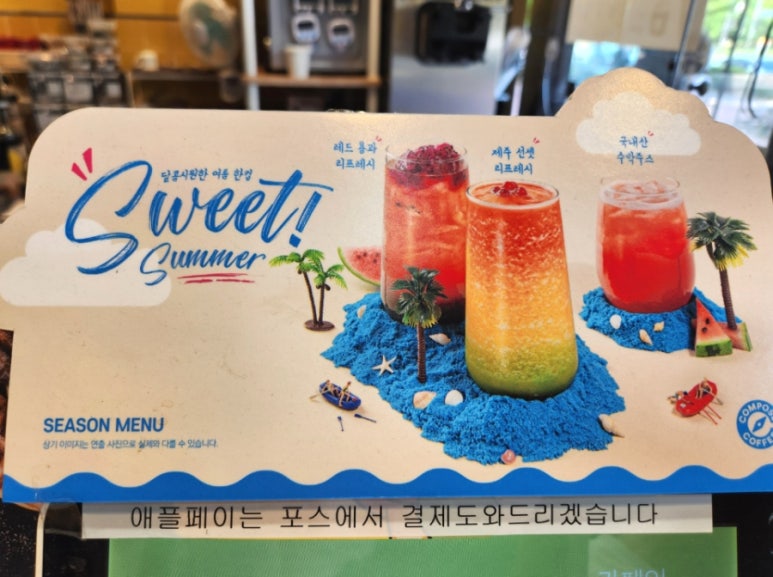 달콤시원한 여름 한컵
Sweet!
Summer
레드 용과
리프레시
제주 선셋
리프레시
국내산
수박주스
SEASON MENU
상기 이미지는 연출 사진으로 실제와 다를 수 있습니다.
COMPOSE
COFFEE
애플페이는 포스에서 결제도와드리겠습니다